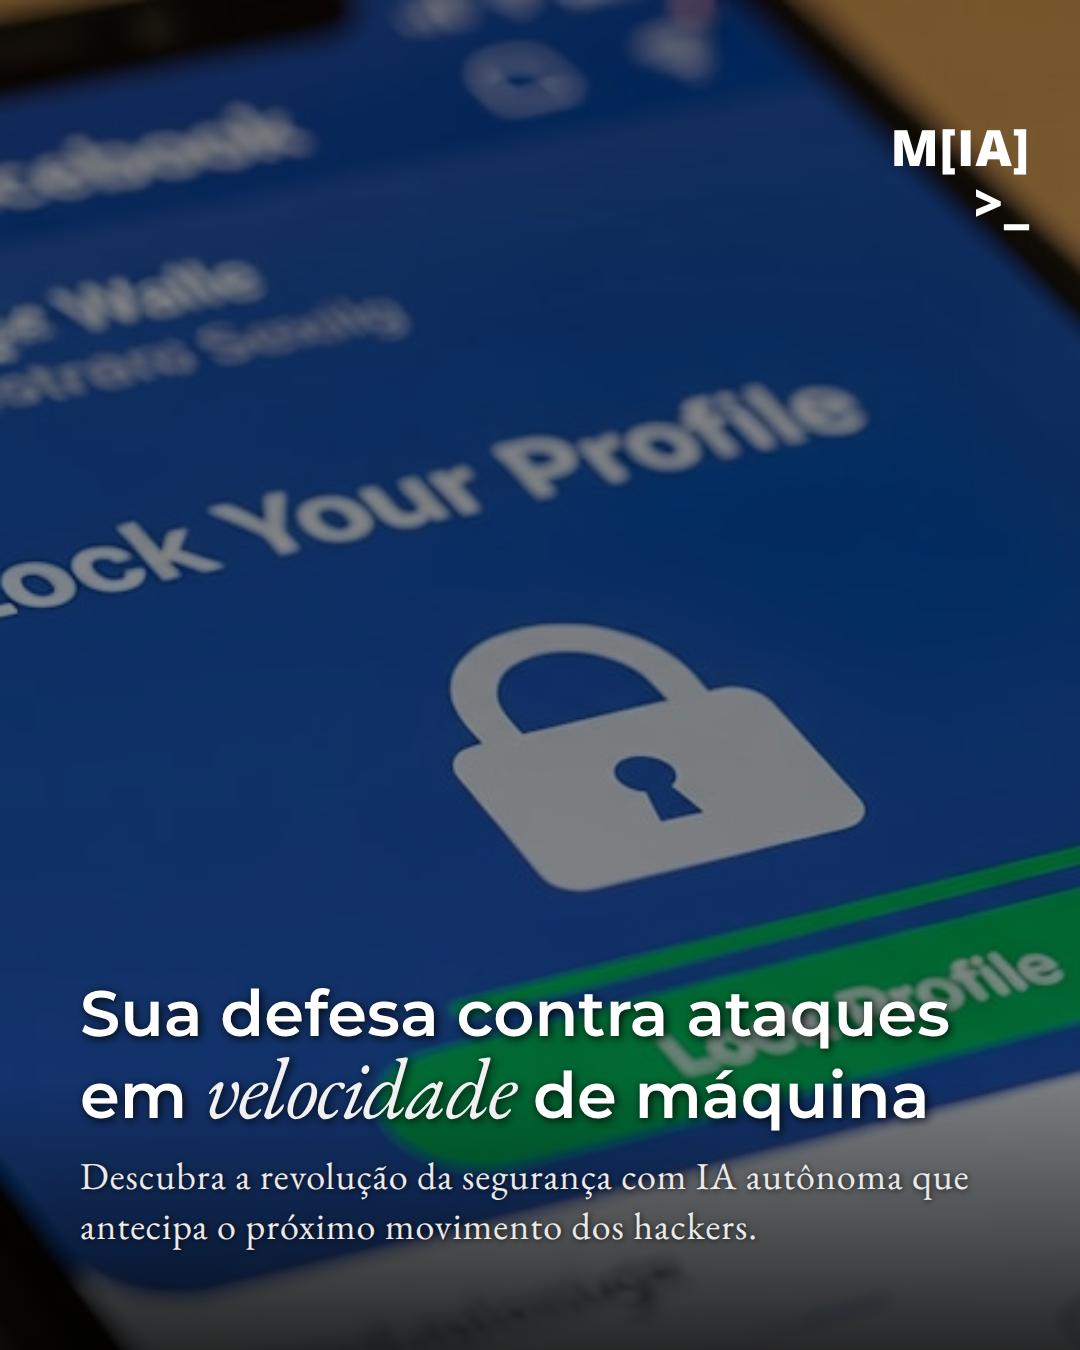 M[IA]
>_
Your Profile
Profile
Sua defesa contra ataques
em velocidade de máquina
Descubra a revolução da segurança com IA autônoma que
antecipa o próximo movimento dos hackers.